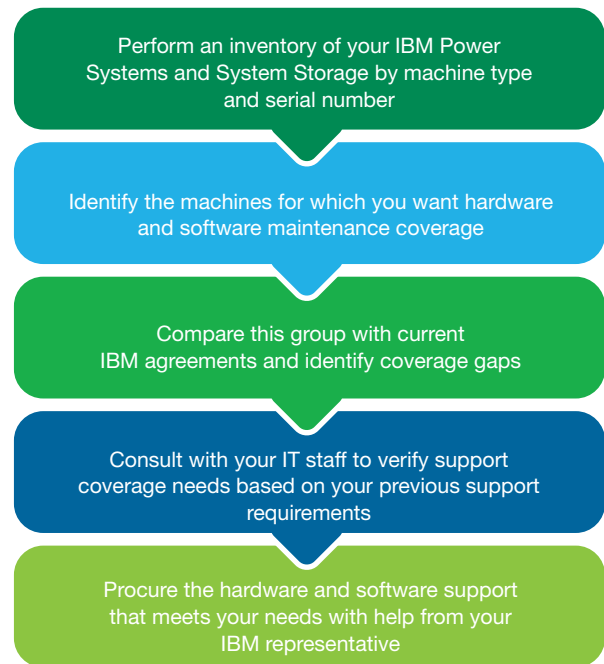 Perform an inventory of your IBM Power
Systems and System Storage by machine type
and serial number
Identify the machines for which you want hardware
and software maintenance coverage
Compare this group with current
IBM agreements and identify coverage gaps
Consult with your IT staff to verify support
coverage needs based on your previous support
requirements
Procure the hardware and software support
that meets your needs with help from your
IBM representative